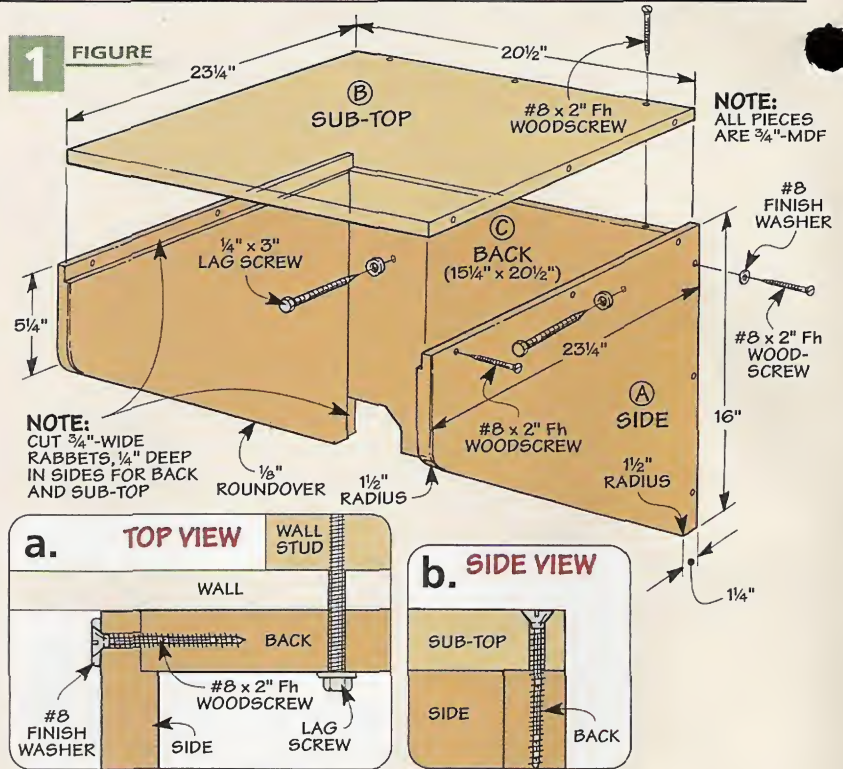 1 FIGURE
23¼"
20½"
B
SUB-TOP
#8 x 2" Fh
WOODSCREW
NOTE:
ALL PIECES
ARE ¾"-MDF
#8
FINISH
WASHER
C
BACK
(15¼" x 20½")
¼" x 3"
LAG SCREW
5¼"
23¼"
#8 x 2" Fh
WOOD-
SCREW
A
SIDE
16"
#8 x 2" Fh
WOODSCREW
NOTE:
CUT ¾"-WIDE
RABBETS, ¼" DEEP
IN SIDES FOR BACK
AND SUB-TOP
⅛"
ROUNDOVER
1½"
RADIUS
1½"
RADIUS
1¼"
a.
TOP VIEW
WALL
STUD
WALL
BACK
#8 x 2" Fh
WOODSCREW
#8
FINISH
WASHER
SIDE
LAG
SCREW
b.
SIDE VIEW
SUB-TOP
SIDE
BACK